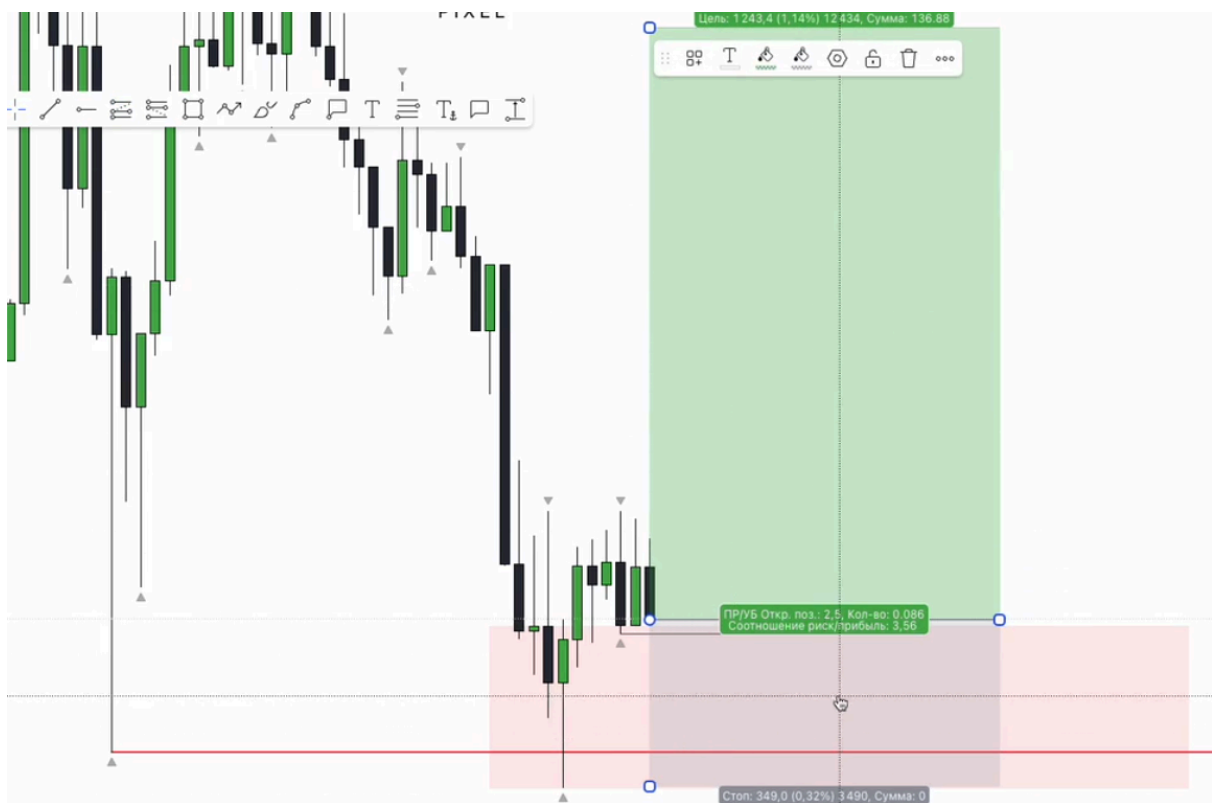 PIXEL
Цель: 1 243,4 (1,14%) 12 434, Сумма: 136.88
ПР/УБ Откр. поз.: 2,5, Кол-во: 0.086
Соотношение риск/прибыль: 3,56
Стоп: 349,0 (0,32%) 3 490, Сумма: 0